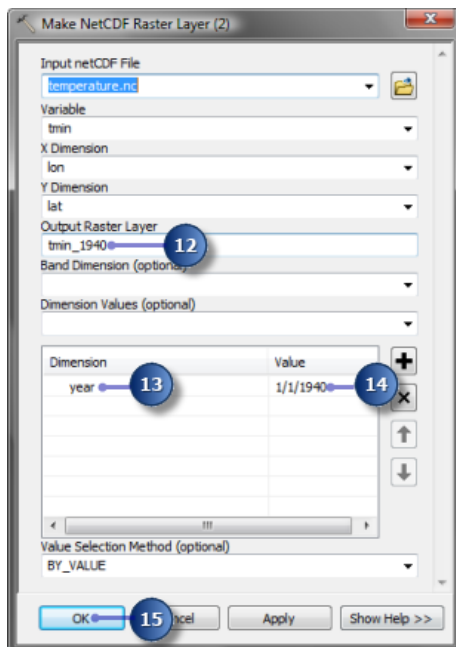 Make NetCDF Raster Layer (2)
Input netCDF File
temperature.nc
Variable
tmin
X Dimension
lon
Y Dimension
lat
Output Raster Layer
tmin_1940 12
Band Dimension (optional)
Dimension Values (optional)
Dimension Value
year 13 1/1/1940 14
Value Selection Method (optional)
BY_VALUE
OK 15 ncel Apply Show Help >>